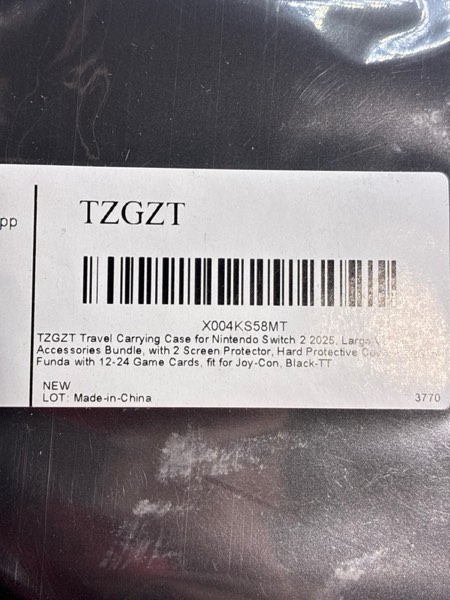 pp
TZGZT
X004KS58MT
TZGZT Travel Carrying Case for Nintendo Switch 2 2025, Large
Accessories Bundle, with 2 Screen Protector, Hard Protective
Funda with 12-24 Game Cards, fit for Joy-Con, Black-TT
NEW
LOT: Made-in-China
3770